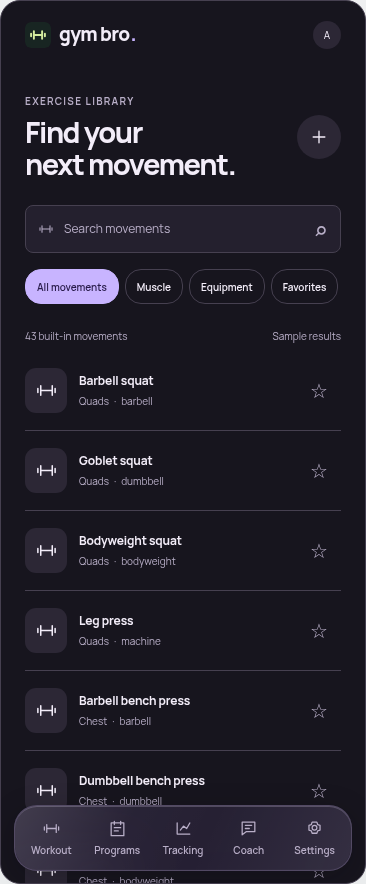 gym bro.
A
EXERCISE LIBRARY
Find your
next movement.
Search movements
All movements
Muscle
Equipment
Favorites
43 built-in movements
Sample results
Barbell squat
Quads · barbell
Goblet squat
Quads · dumbbell
Bodyweight squat
Quads · bodyweight
Leg press
Quads · machine
Barbell bench press
Chest · barbell
Dumbbell bench press
Chest · dumbbell
Workout
Programs
Tracking
Coach
Settings
Chest · bodyweight